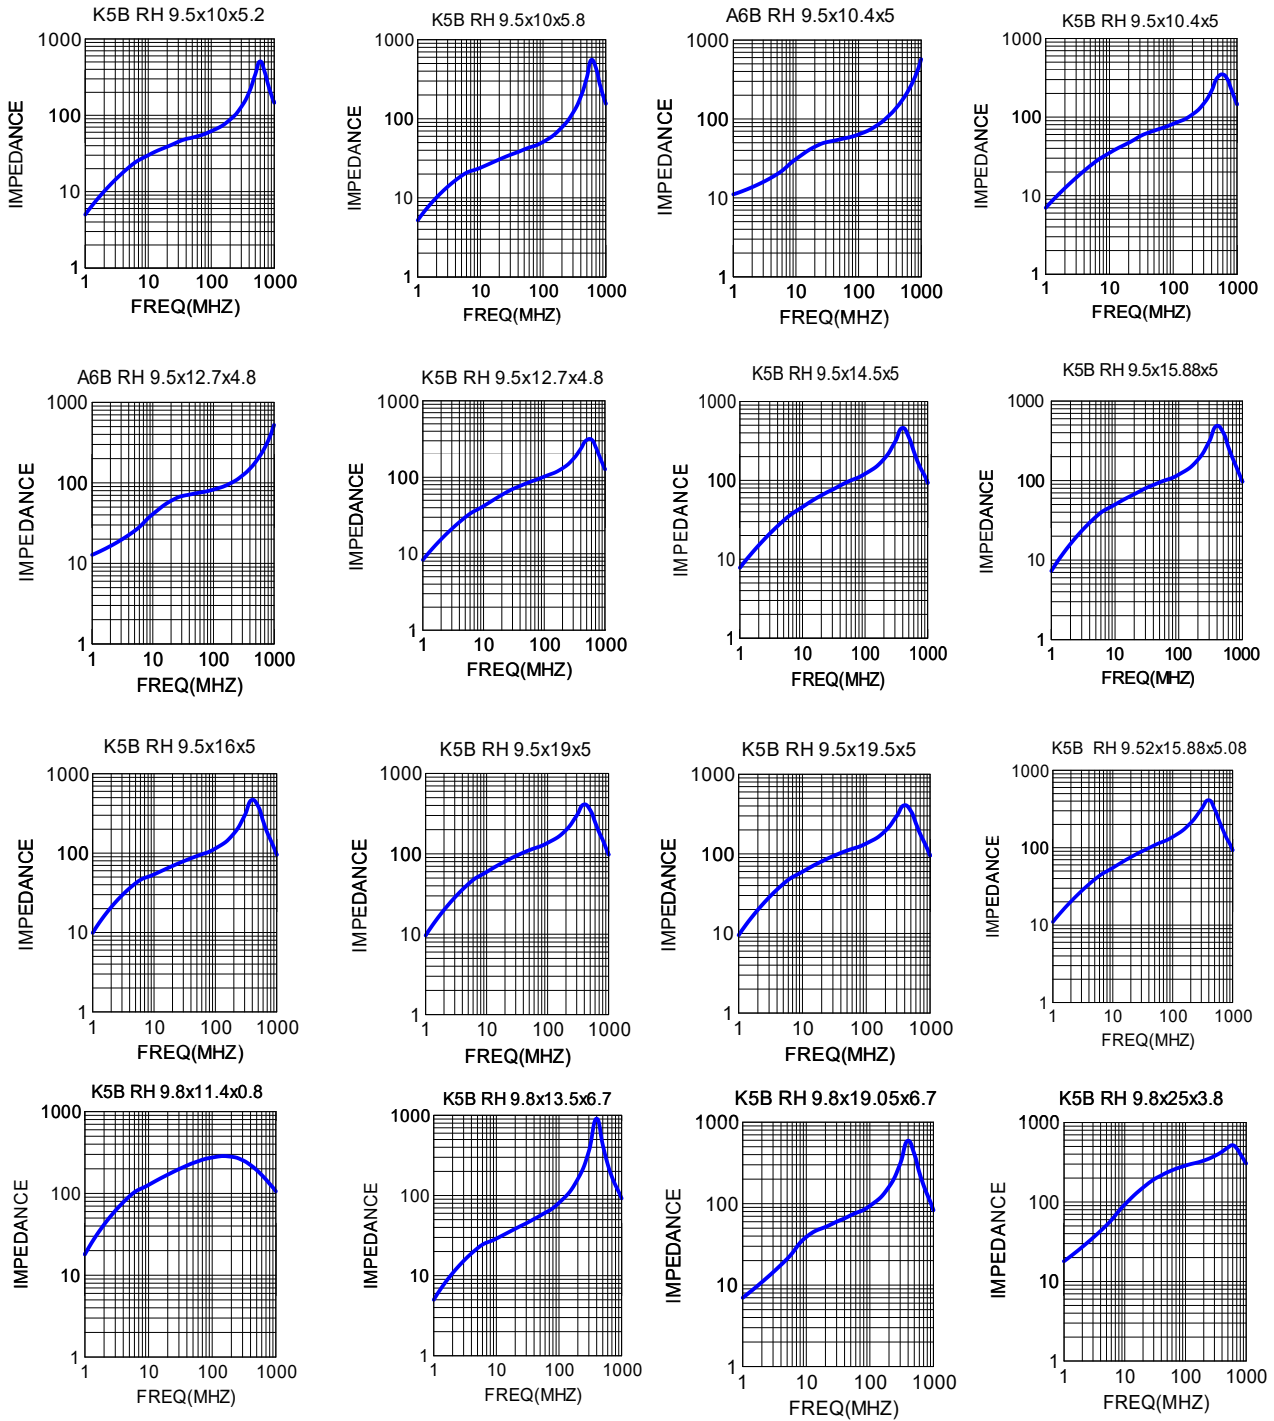 K5B RH 9.5x10x5.2
1000
100
10
1
IMPEDANCE
1 10 100 1000
FREQ(MHZ)
K5B RH 9.5x10x5.8
1000
100
10
1
IMPEDANCE
1 10 100 1000
FREQ(MHZ)
A6B RH 9.5x10.4x5
1000
100
10
1
IMPEDANCE
1 10 100 1000
FREQ(MHZ)
K5B RH 9.5x10.4x5
1000
100
10
1
IMPEDANCE
1 10 100 1000
FREQ(MHZ)
A6B RH 9.5x12.7x4.8
1000
100
10
1
IMPEDANCE
1 10 100 1000
FREQ(MHZ)
K5B RH 9.5x12.7x4.8
1000
100
10
1
IMPEDANCE
1 10 100 1000
FREQ(MHZ)
K5B RH 9.5x14.5x5
1000
100
10
1
IMPEDANCE
1 10 100 1000
FREQ(MHZ)
K5B RH 9.5x15.88x5
1000
100
10
1
IMPEDANCE
1 10 100 1000
FREQ(MHZ)
K5B RH 9.5x16x5
1000
100
10
1
IMPEDANCE
1 10 100 1000
FREQ(MHZ)
K5B RH 9.5x19x5
1000
100
10
1
IMPEDANCE
1 10 100 1000
FREQ(MHZ)
K5B RH 9.5x19.5x5
1000
100
10
1
IMPEDANCE
1 10 100 1000
FREQ(MHZ)
K5B RH 9.52x15.88x5.08
1000
100
10
1
IMPEDANCE
1 10 100 1000
FREQ(MHZ)
K5B RH 9.8x11.4x0.8
1000
100
10
1
IMPEDANCE
1 10 100 1000
FREQ(MHZ)
K5B RH 9.8x13.5x6.7
1000
100
10
1
IMPEDANCE
1 10 100 1000
FREQ(MHZ)
K5B RH 9.8x19.05x6.7
1000
100
10
1
IMPEDANCE
1 10 100 1000
FREQ(MHZ)
K5B RH 9.8x25x3.8
1000
100
10
1
IMPEDANCE
1 10 100 1000
FREQ(MHZ)